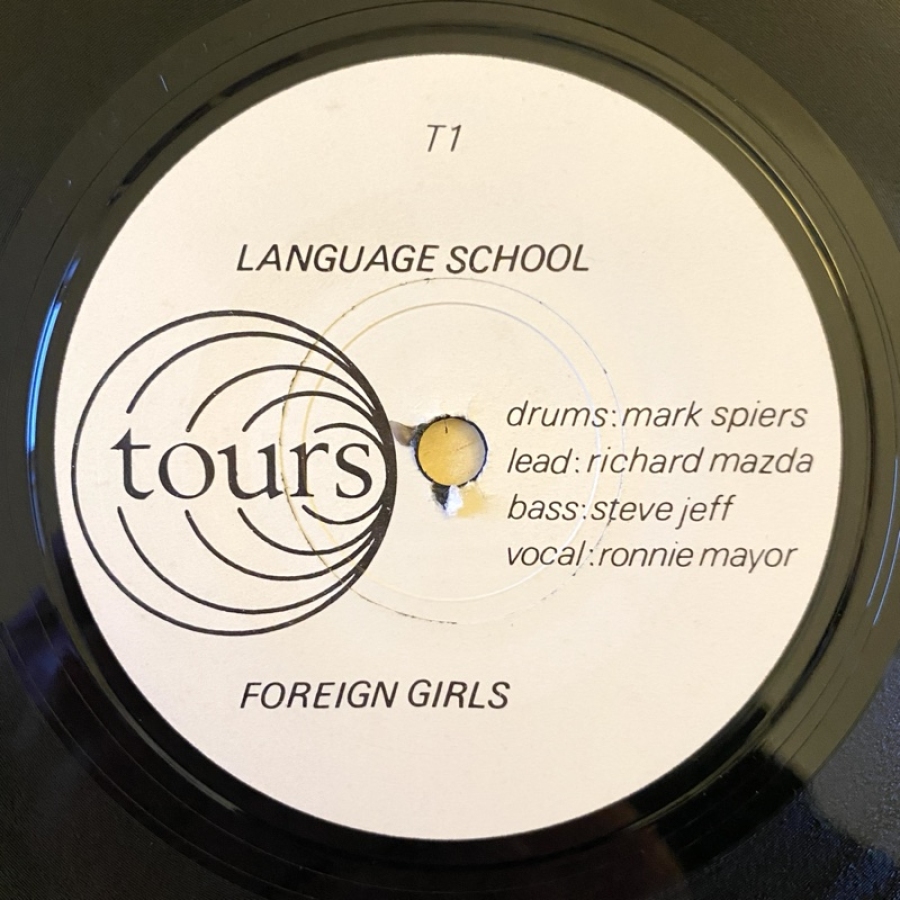 T1
LANGUAGE SCHOOL
tours
drums: mark spiers
lead: richard mazda
bass: steve jeff
vocal: ronnie mayor
FOREIGN GIRLS